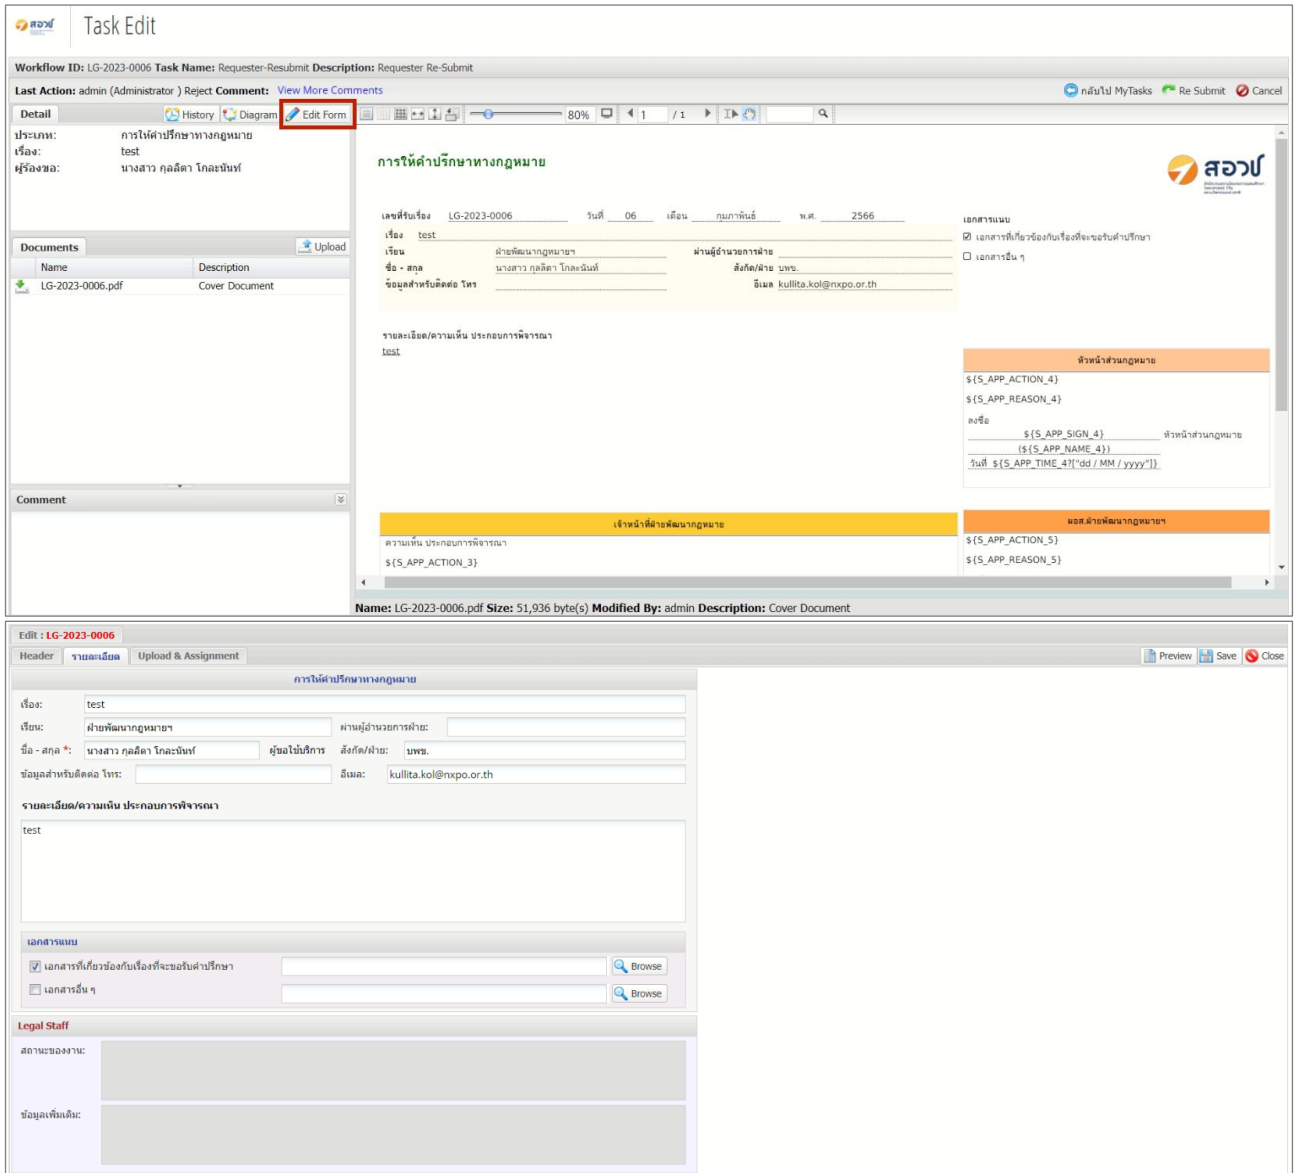 สอวช Task Edit
Workflow ID: LG-2023-0006 Task Name: Requester-Resubmit Description: Requester Re-Submit
Last Action: admin (Administrator ) Reject Comment: View More Comments กลับไป MyTasks Re Submit Cancel
Detail History Diagram Edit Form 80% 1 / 1
ประเภท: การให้คำปรึกษาทางกฎหมาย
เรื่อง: test
ผู้ร้องขอ: นางสาว กุลลิตา โกละนันท์
Documents Upload
Name Description
LG-2023-0006.pdf Cover Document
Comment
การให้คำปรึกษาทางกฎหมาย สอวช
เลขที่รับเรื่อง LG-2023-0006 วันที่ 06 เดือน กุมภาพันธ์ พ.ศ. 2566
เรื่อง test
เรียน ฝ่ายพัฒนากฎหมายฯ ผ่านผู้อำนวยการฝ่าย
ชื่อ - สกุล นางสาว กุลลิตา โกละนันท์ สังกัด/ฝ่าย บพข.
ข้อมูลสำหรับติดต่อ โทร อีเมล kullita.kol@nxpo.or.th
เอกสารแนบ
เอกสารที่เกี่ยวข้องกับเรื่องที่จะขอรับคำปรึกษา
เอกสารอื่น ๆ
รายละเอียด/ความเห็น ประกอบการพิจารณา
test
หัวหน้าส่วนกฎหมาย
${S_APP_ACTION_4}
${S_APP_REASON_4}
ลงชื่อ
${S_APP_SIGN_4} หัวหน้าส่วนกฎหมาย
(${S_APP_NAME_4})
วันที่ ${S_APP_TIME_4?["dd / MM / yyyy"]}
เจ้าหน้าที่ฝ่ายพัฒนากฎหมาย
ความเห็น ประกอบการพิจารณา
${S_APP_ACTION_3}
ผอส.ฝ่ายพัฒนากฎหมายฯ
${S_APP_ACTION_5}
${S_APP_REASON_5}
Name: LG-2023-0006.pdf Size: 51,936 byte(s) Modified By: admin Description: Cover Document
Edit : LG-2023-0006
Header รายละเอียด Upload & Assignment Preview Save Close
การให้คำปรึกษาทางกฎหมาย
เรื่อง: test
เรียน: ฝ่ายพัฒนากฎหมายฯ ผ่านผู้อำนวยการฝ่าย:
ชื่อ - สกุล *: นางสาว กุลลิตา โกละนันท์ ผู้ขอใช้บริการ สังกัด/ฝ่าย: บพข.
ข้อมูลสำหรับติดต่อ โทร: อีเมล: kullita.kol@nxpo.or.th
รายละเอียด/ความเห็น ประกอบการพิจารณา
test
เอกสารแนบ
เอกสารที่เกี่ยวข้องกับเรื่องที่จะขอรับคำปรึกษา Browse
เอกสารอื่น ๆ Browse
Legal Staff
สถานะของงาน:
ข้อมูลเพิ่มเติม: